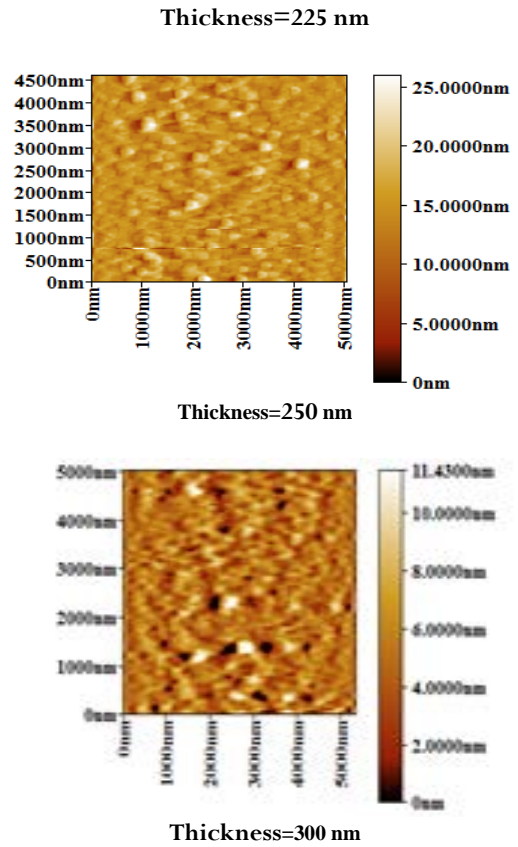 Thickness=225 nm
4500nm
4000nm
3500nm
3000nm
2500nm
2000nm
1500nm
1000nm
500nm
0nm
0nm
1000nm
2000nm
3000nm
4000nm
5000nm
25.0000nm
20.0000nm
15.0000nm
10.0000nm
5.0000nm
0nm
Thickness=250 nm
5000nm
4000nm
3000nm
2000nm
1000nm
0nm
0nm
1000nm
2000nm
3000nm
4000nm
5000nm
11.4300nm
10.0000nm
8.0000nm
6.0000nm
4.0000nm
2.0000nm
0nm
Thickness=300 nm